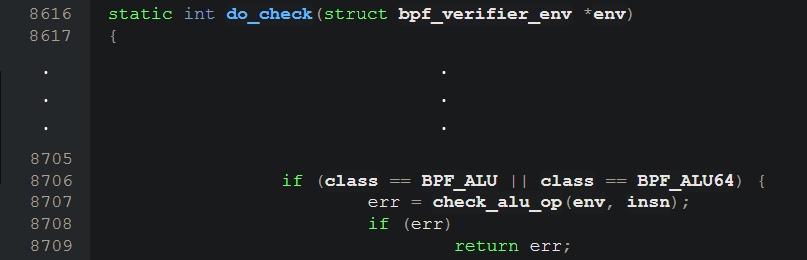 8616 static int do_check(struct bpf_verifier_env *env)
8617 {
. .
. .
. .
8705
8706 if (class == BPF_ALU || class == BPF_ALU64) {
8707 err = check_alu_op(env, insn);
8708 if (err)
8709 return err;